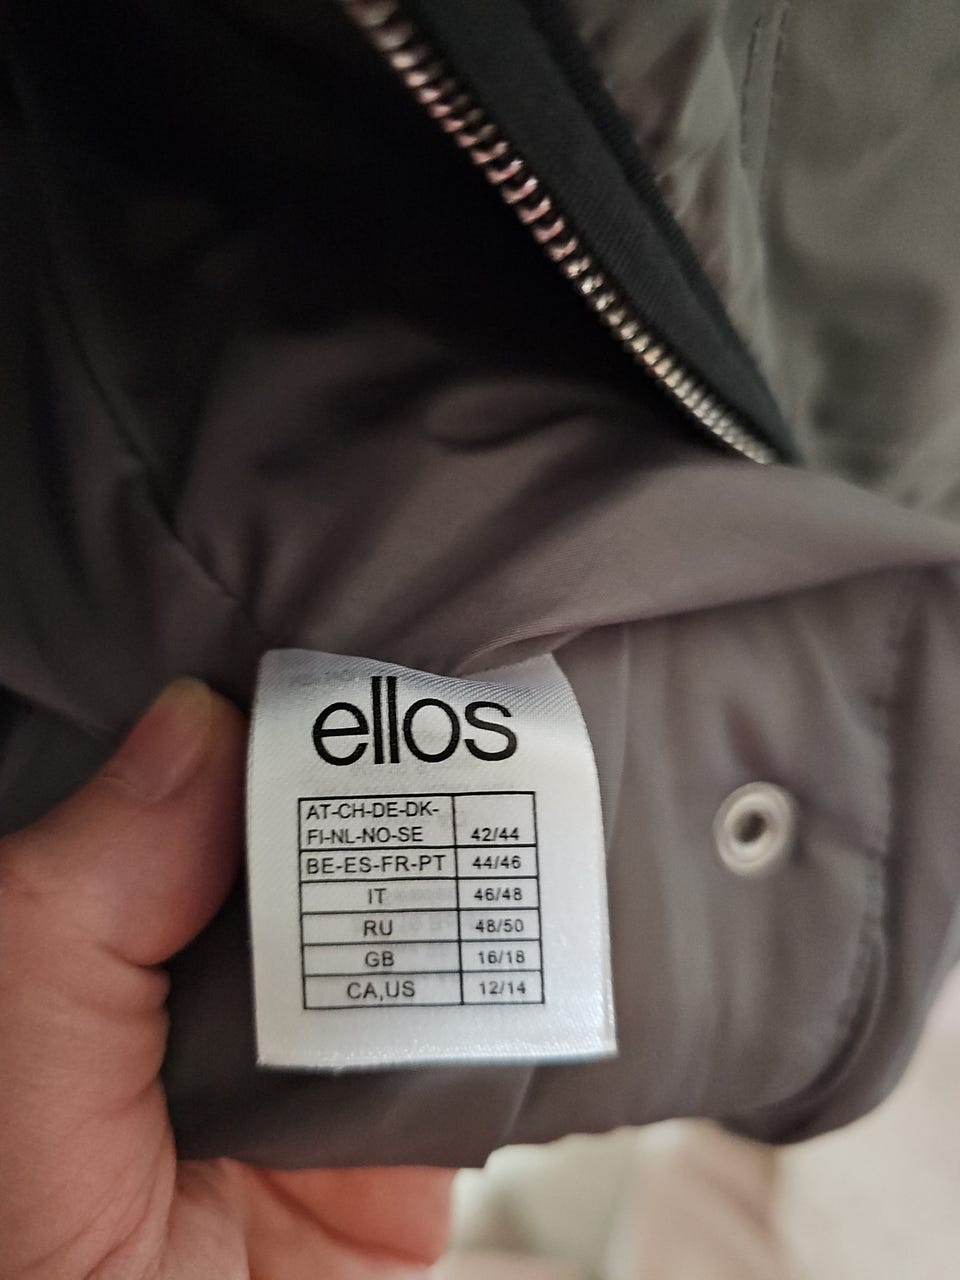 ellos
AT-CH-DE-DK-
FI-NL-NO-SE 42/44
BE-ES-FR-PT 44/46
IT 46/48
RU 48/50
GB 16/18
CA,US 12/14